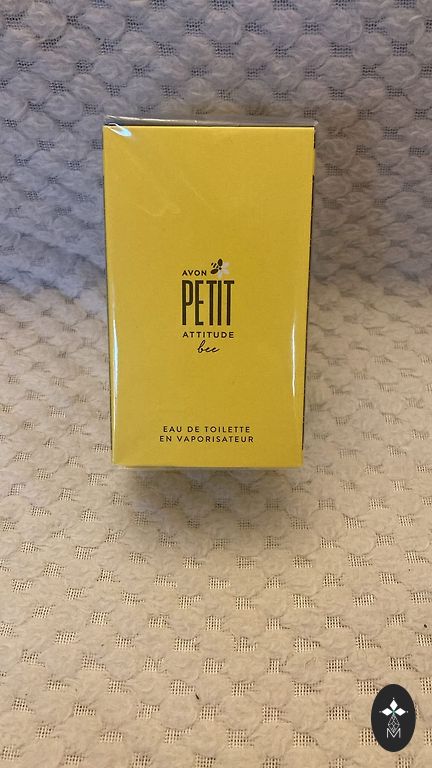 AVON
PETIT
ATTITUDE
bee
EAU DE TOILETTE
EN VAPORISATEUR
M